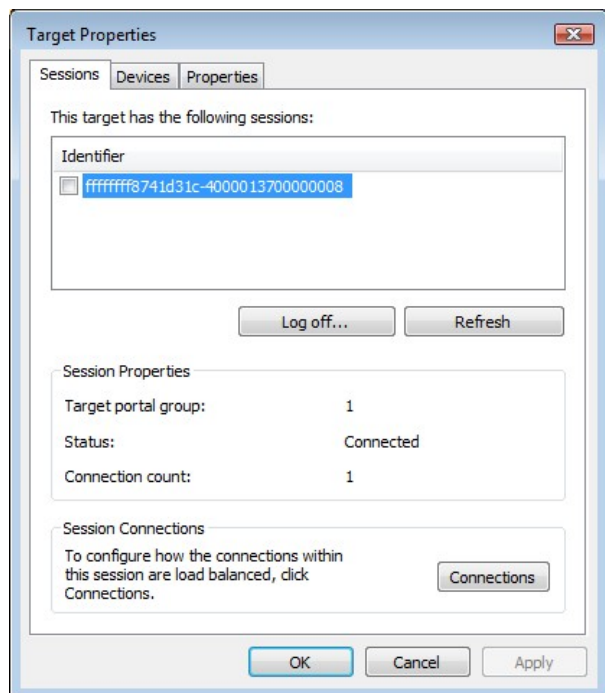 Target Properties
Sessions Devices Properties
This target has the following sessions:
Identifier
ffffffff8741d31c-4000013700000008
Log off... Refresh
Session Properties
Target portal group: 1
Status: Connected
Connection count: 1
Session Connections
To configure how the connections within
this session are load balanced, click
Connections.
Connections
OK Cancel Apply